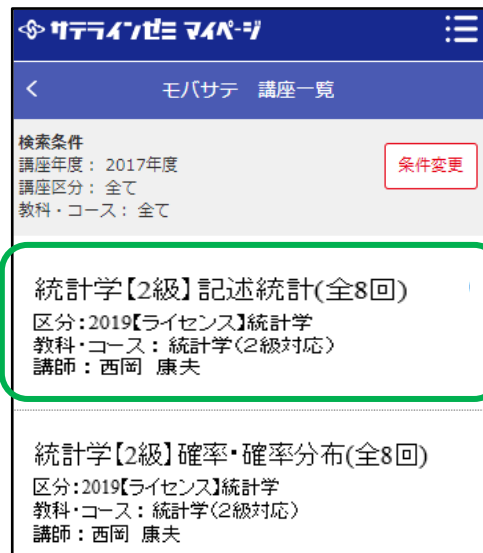 サテラインゼミ マイページ
モバサテ 講座一覧
検索条件
講座年度： 2017年度
講座区分： 全て
教科・コース： 全て
条件変更
統計学【2級】記述統計(全8回)
区分：2019【ライセンス】統計学
教科・コース：統計学（2級対応）
講師：西岡 康夫
統計学【2級】確率・確率分布(全8回)
区分：2019【ライセンス】統計学
教科・コース：統計学（2級対応）
講師：西岡 康夫